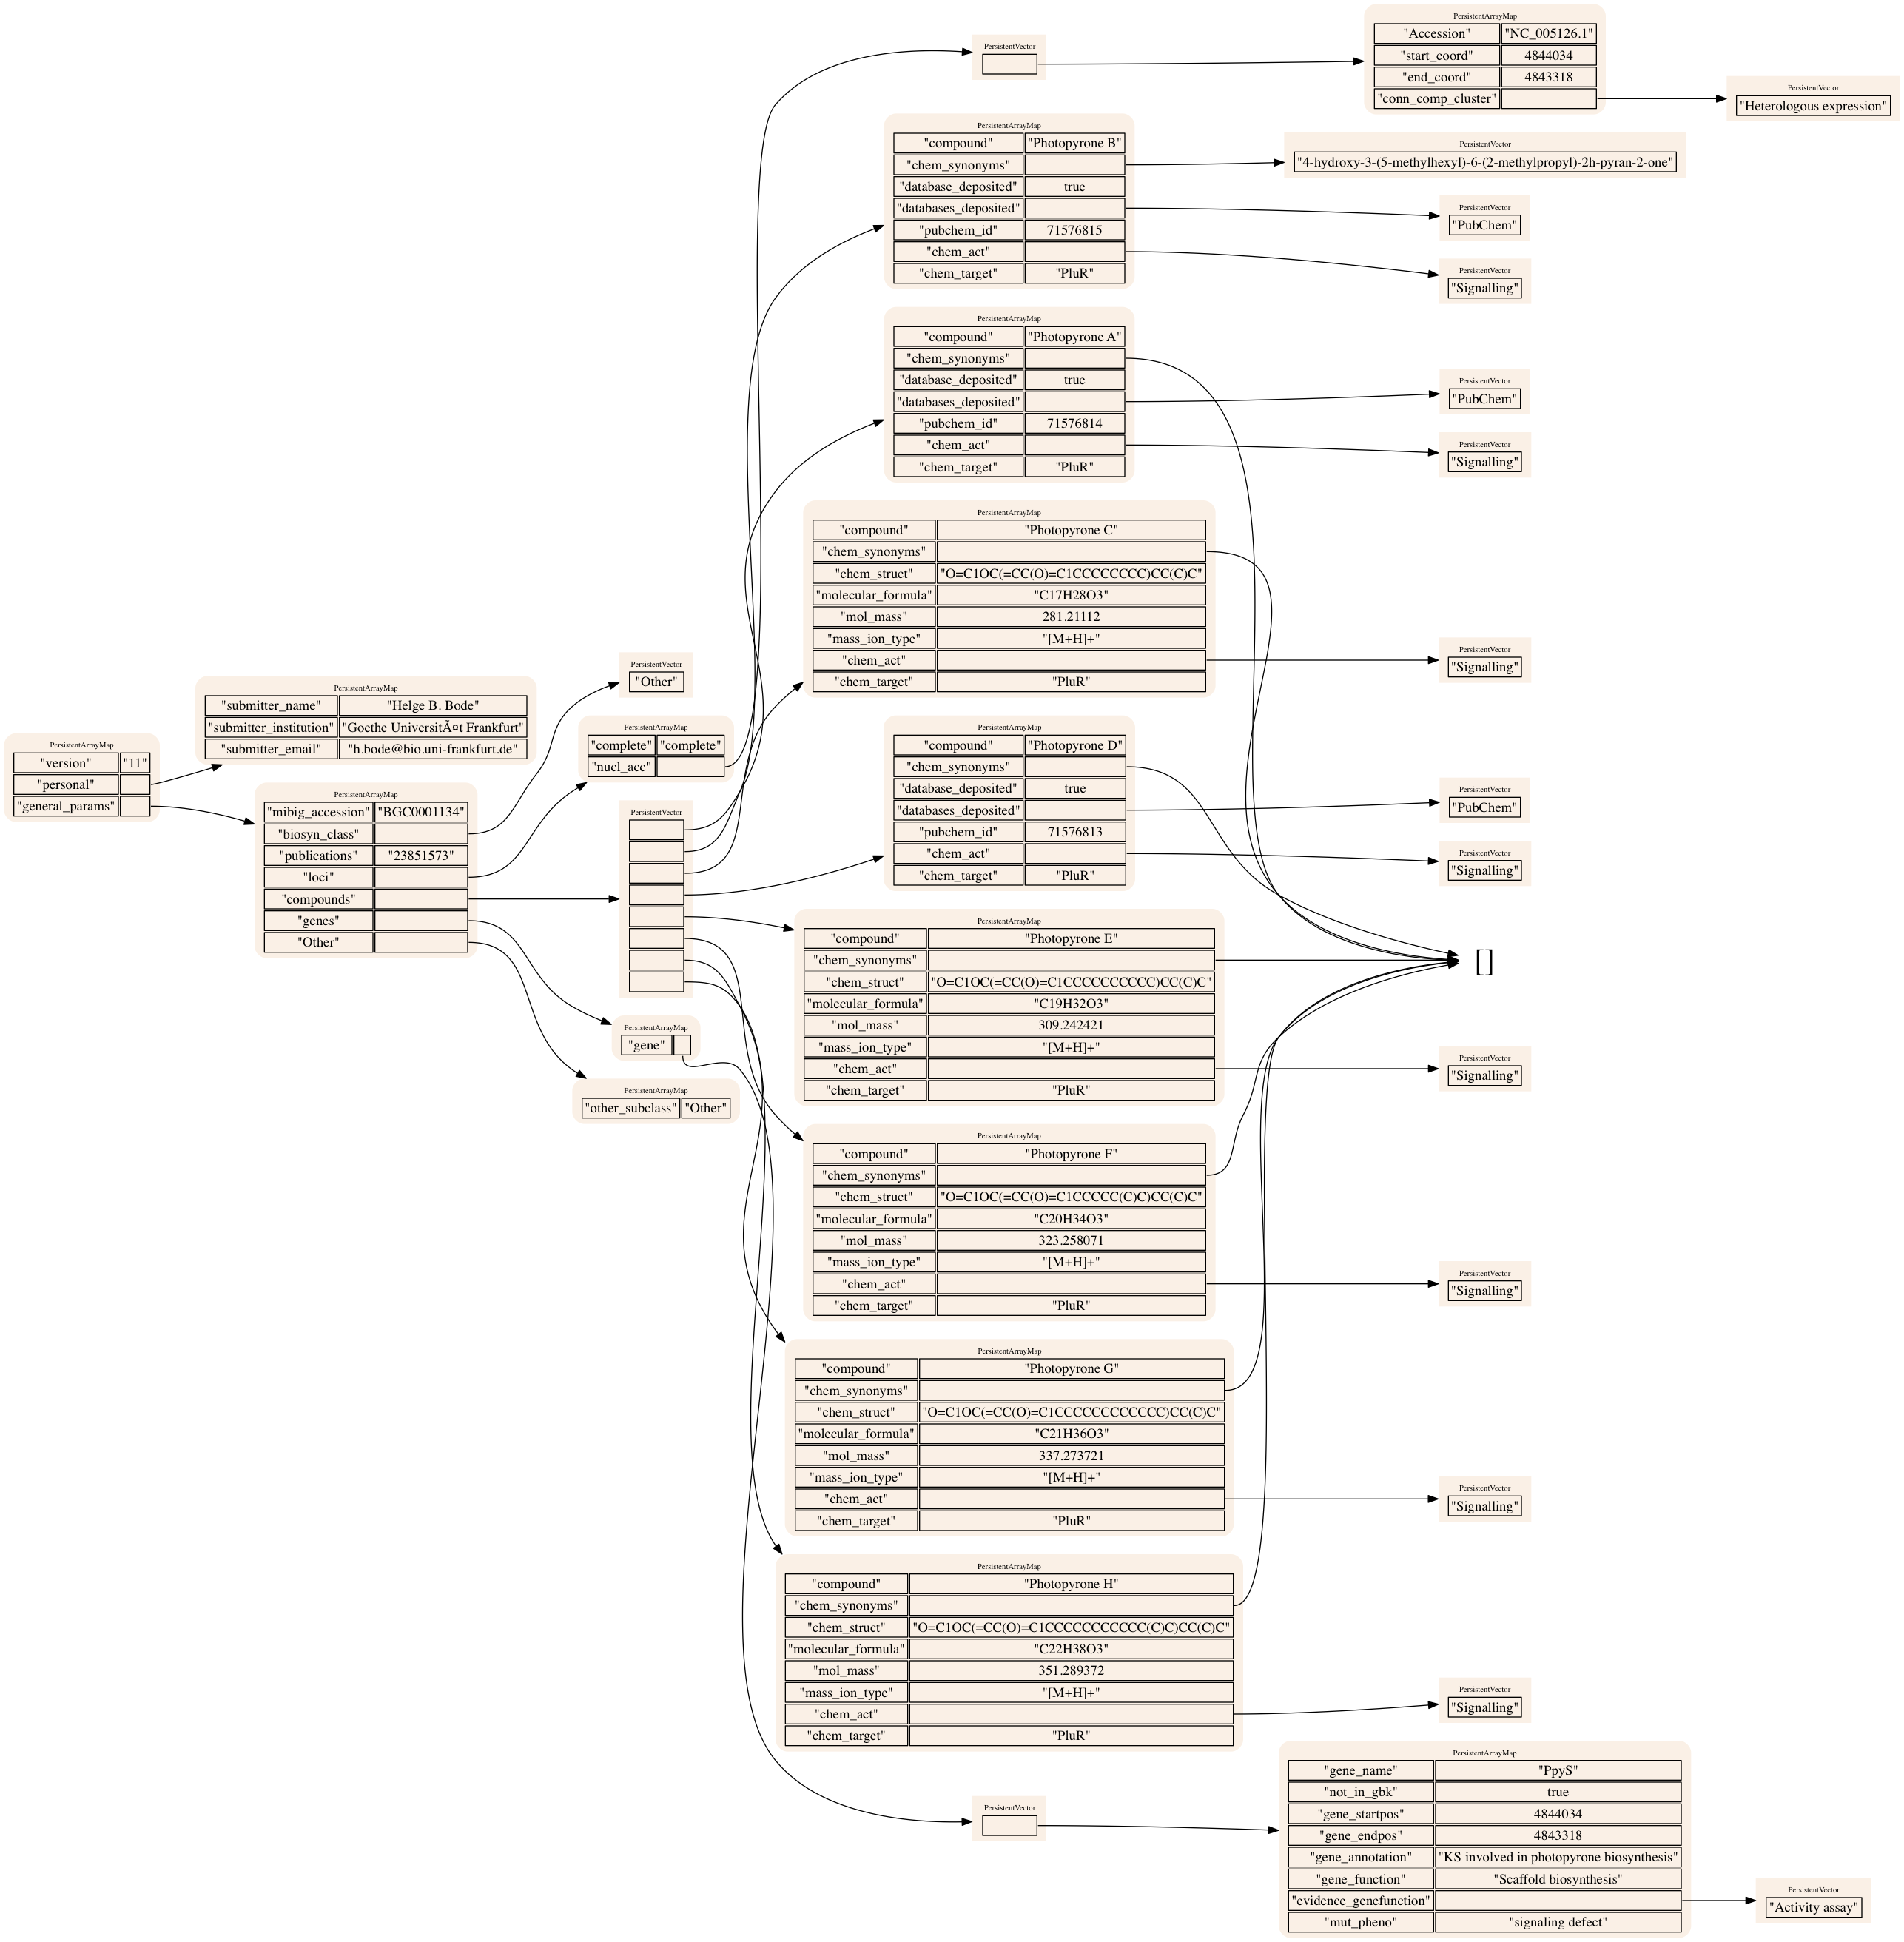 PersistentArrayMap
"version" "11"
"personal"
"general_params"
PersistentArrayMap
"submitter_name" "Helge B. Bode"
"submitter_institution" "Goethe UniversitÃ¤t Frankfurt"
"submitter_email" "h.bode@bio.uni-frankfurt.de"
PersistentArrayMap
"mibig_accession" "BGC0001134"
"biosyn_class"
"publications" "23851573"
"loci"
"compounds"
"genes"
"Other"
PersistentVector
"Other"
PersistentArrayMap
"complete" "complete"
"nucl_acc"
PersistentVector
PersistentArrayMap
"gene"
PersistentArrayMap
"other_subclass" "Other"
PersistentVector
PersistentArrayMap
"Accession" "NC_005126.1"
"start_coord" 4844034
"end_coord" 4843318
"conn_comp_cluster"
PersistentVector
"Heterologous expression"
PersistentArrayMap
"compound" "Photopyrone B"
"chem_synonyms"
"database_deposited" true
"databases_deposited"
"pubchem_id" 71576815
"chem_act"
"chem_target" "PluR"
PersistentVector
"4-hydroxy-3-(5-methylhexyl)-6-(2-methylpropyl)-2h-pyran-2-one"
PersistentVector
"PubChem"
PersistentVector
"Signalling"
PersistentArrayMap
"compound" "Photopyrone A"
"chem_synonyms"
"database_deposited" true
"databases_deposited"
"pubchem_id" 71576814
"chem_act"
"chem_target" "PluR"
PersistentVector
"PubChem"
PersistentVector
"Signalling"
PersistentArrayMap
"compound" "Photopyrone C"
"chem_synonyms"
"chem_struct" "O=C1OC(=CC(O)=C1CCCCCCCC)CC(C)C"
"molecular_formula" "C17H28O3"
"mol_mass" 281.21112
"mass_ion_type" "[M+H]+"
"chem_act"
"chem_target" "PluR"
PersistentVector
"Signalling"
PersistentArrayMap
"compound" "Photopyrone D"
"chem_synonyms"
"database_deposited" true
"databases_deposited"
"pubchem_id" 71576813
"chem_act"
"chem_target" "PluR"
PersistentVector
"PubChem"
PersistentVector
"Signalling"
[]
PersistentArrayMap
"compound" "Photopyrone E"
"chem_synonyms"
"chem_struct" "O=C1OC(=CC(O)=C1CCCCCCCCCC)CC(C)C"
"molecular_formula" "C19H32O3"
"mol_mass" 309.242421
"mass_ion_type" "[M+H]+"
"chem_act"
"chem_target" "PluR"
PersistentVector
"Signalling"
PersistentArrayMap
"compound" "Photopyrone F"
"chem_synonyms"
"chem_struct" "O=C1OC(=CC(O)=C1CCCCC(C)C)CC(C)C"
"molecular_formula" "C20H34O3"
"mol_mass" 323.258071
"mass_ion_type" "[M+H]+"
"chem_act"
"chem_target" "PluR"
PersistentVector
"Signalling"
PersistentArrayMap
"compound" "Photopyrone G"
"chem_synonyms"
"chem_struct" "O=C1OC(=CC(O)=C1CCCCCCCCCCCC)CC(C)C"
"molecular_formula" "C21H36O3"
"mol_mass" 337.273721
"mass_ion_type" "[M+H]+"
"chem_act"
"chem_target" "PluR"
PersistentVector
"Signalling"
PersistentArrayMap
"compound" "Photopyrone H"
"chem_synonyms"
"chem_struct" "O=C1OC(=CC(O)=C1CCCCCCCCCCC(C)C)CC(C)C"
"molecular_formula" "C22H38O3"
"mol_mass" 351.289372
"mass_ion_type" "[M+H]+"
"chem_act"
"chem_target" "PluR"
PersistentVector
"Signalling"
PersistentVector
PersistentArrayMap
"gene_name" "PpyS"
"not_in_gbk" true
"gene_startpos" 4844034
"gene_endpos" 4843318
"gene_annotation" "KS involved in photopyrone biosynthesis"
"gene_function" "Scaffold biosynthesis"
"evidence_genefunction"
"mut_pheno" "signaling defect"
PersistentVector
"Activity assay"